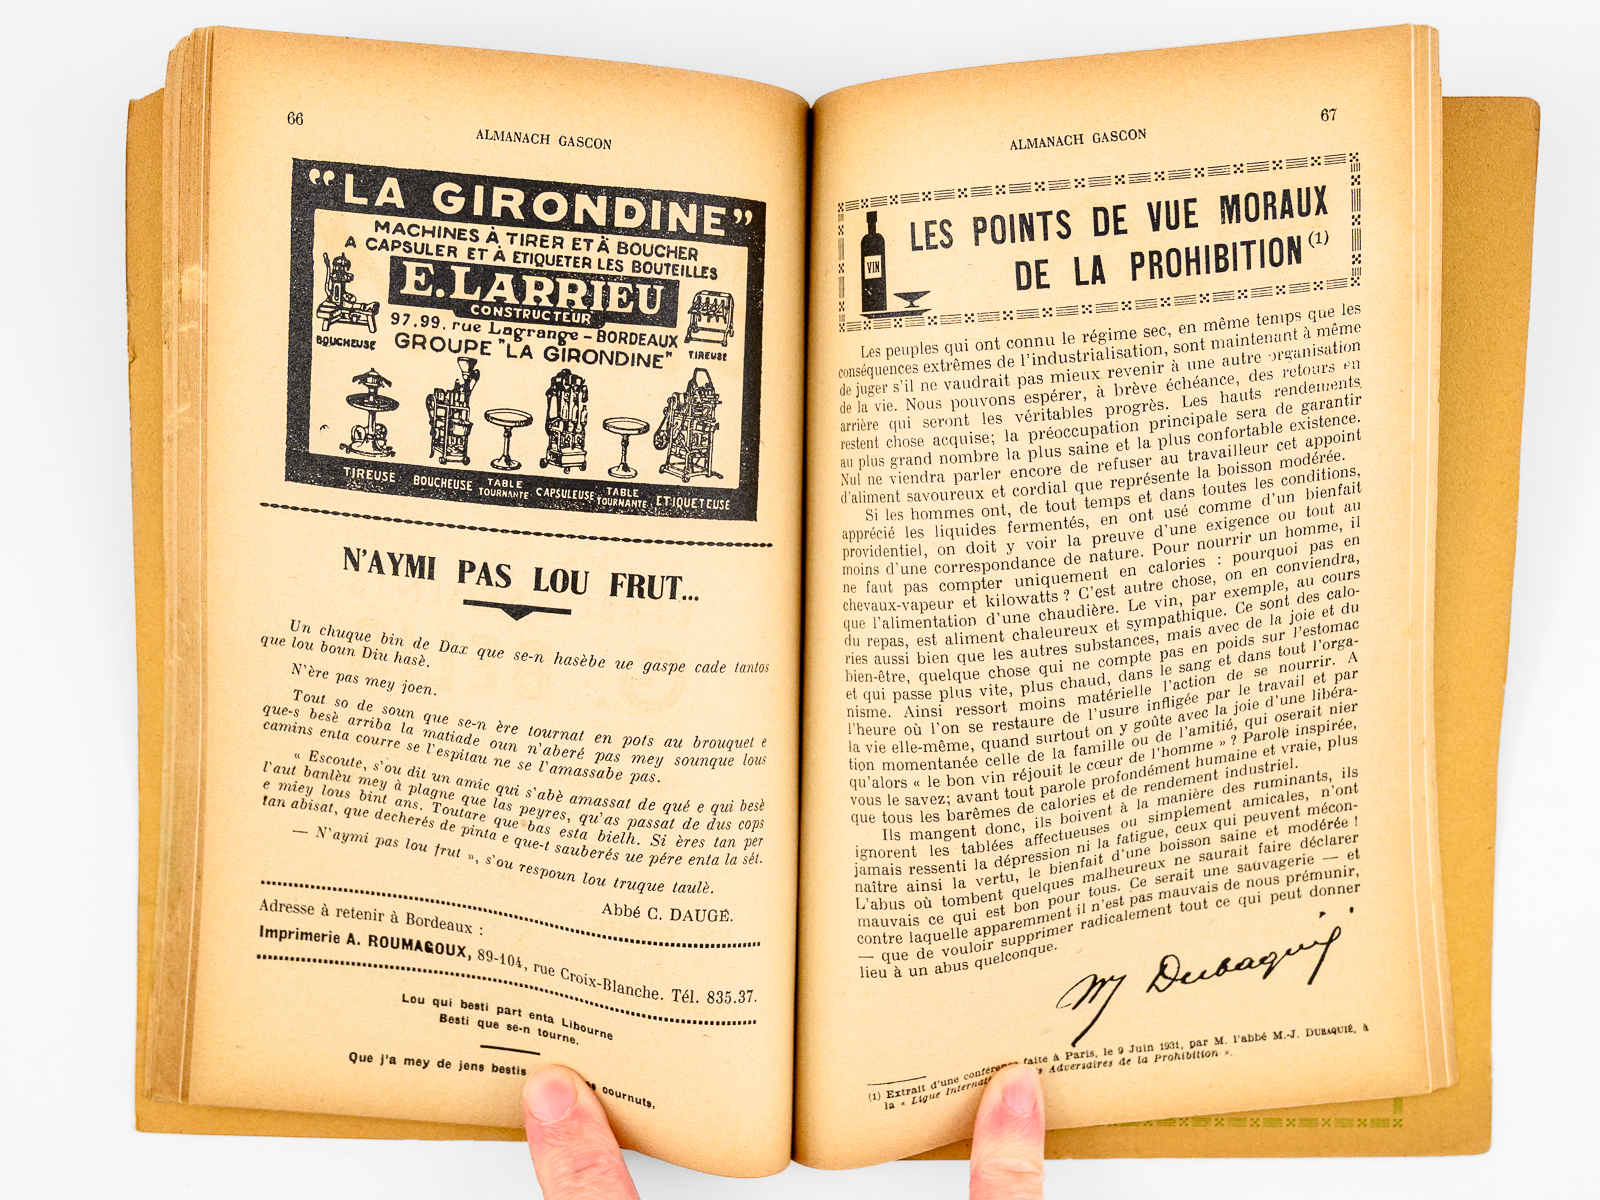 66
ALMANACH GASCON
"LA GIRONDINE"
MACHINES À TIRER ET À BOUCHER
A CAPSULER ET À ETIQUETER LES BOUTEILLES
E. LARRIEU
CONSTRUCTEUR
97.99. rue Lagrange - BORDEAUX
GROUPE "LA GIRONDINE"
BOUCHEUSE
TIREUSE
TIREUSE
BOUCHEUSE
TABLE TOURNANTE
CAPSULEUSE
TABLE TOURNANTE
ETIQUETEUSE
N'AYMI PAS LOU FRUT...
Un chuque bin de Dax que se-n hasèbe ue gaspe cade tantos
que lou boun Diu hasè.
N'ère pas mey joen.
Tout so de soun que se-n ère tournat en pots au brouquet e
que-s besè arriba la matiade oun n'aberé pas mey sounque lous
camins enta courre se l'espitau ne se l'amassabe pas.
« Escoute, s'ou dit un amic qui s'abè amassat de qué e qui besè
l'aut banlèu mey à plagne que las peyres, qu'as passat de dus cops
e miey lous bint ans. Toutare que bas esta bielh. Si ères tan per
tan abisat, que decherés de pinta e que-t sauberés ue pére enta la sét.
— N'aymi pas lou frut », s'ou respoun lou truque taulè.
Abbé C. DAUGÉ.
Adresse à retenir à Bordeaux :
Imprimerie A. ROUMAGOUX, 89-104, rue Croix-Blanche. Tél. 835.37.
Lou qui besti part enta Libourne
Besti que se-n tourne.
Que j'a mey de jens bestis cournuts.
67
ALMANACH GASCON
VIN
LES POINTS DE VUE MORAUX
DE LA PROHIBITION (1)
Les peuples qui ont connu le régime sec, en même temps que les
conséquences extrêmes de l'industrialisation, sont maintenant à même
de juger s'il ne vaudrait pas mieux revenir à une autre organisation
de la vie. Nous pouvons espérer, à brève échéance, des retours en
arrière qui seront les véritables progrès. Les hauts rendements
restent chose acquise; la préoccupation principale sera de garantir
au plus grand nombre la plus saine et la plus confortable existence.
Nul ne viendra parler encore de refuser au travailleur cet appoint
d'aliment savoureux et cordial que représente la boisson modérée.
Si les hommes ont, de tout temps et dans toutes les conditions,
apprécié les liquides fermentés, en ont usé comme d'un bienfait
providentiel, on doit y voir la preuve d'une exigence ou tout au
moins d'une correspondance de nature. Pour nourrir un homme, il
ne faut pas compter uniquement en calories : pourquoi pas en
chevaux-vapeur et kilowatts ? C'est autre chose, on en conviendra,
que l'alimentation d'une chaudière. Le vin, par exemple, au cours
du repas, est aliment chaleureux et sympathique. Ce sont des calo-
ries aussi bien que les autres substances, mais avec de la joie et du
bien-être, quelque chose qui ne compte pas en poids sur l'estomac
et qui passe plus vite, plus chaud, dans le sang et dans tout l'orga-
nisme. Ainsi ressort moins matérielle l'action de se nourrir. A
l'heure où l'on se restaure de l'usure infligée par le travail et par
la vie elle-même, quand surtout on y goûte avec la joie d'une libéra-
tion momentanée celle de la famille ou de l'amitié, qui oserait nier
qu'alors « le bon vin réjouit le cœur de l'homme » ? Parole inspirée,
vous le savez; avant tout parole profondément humaine et vraie, plus
que tous les barêmes de calories et de rendement industriel.
Ils mangent donc, ils boivent à la manière des ruminants, ils
ignorent les tablées affectueuses ou simplement amicales, n'ont
jamais ressenti la dépression ni la fatigue, ceux qui peuvent mécon-
naître ainsi la vertu, le bienfait d'une boisson saine et modérée !
L'abus où tombent quelques malheureux ne saurait faire déclarer
mauvais ce qui est bon pour tous. Ce serait une sauvagerie — et
contre laquelle apparemment il n'est pas mauvais de nous prémunir,
— que de vouloir supprimer radicalement tout ce qui peut donner
lieu à un abus quelconque.
MJ Dubaquié
(1) Extrait d'une conférence faite à Paris, le 9 Juin 1931, par M. l'abbé M.-J. DUBAQUIÉ, à
la « Ligue Internat s Adversaires de la Prohibition ».